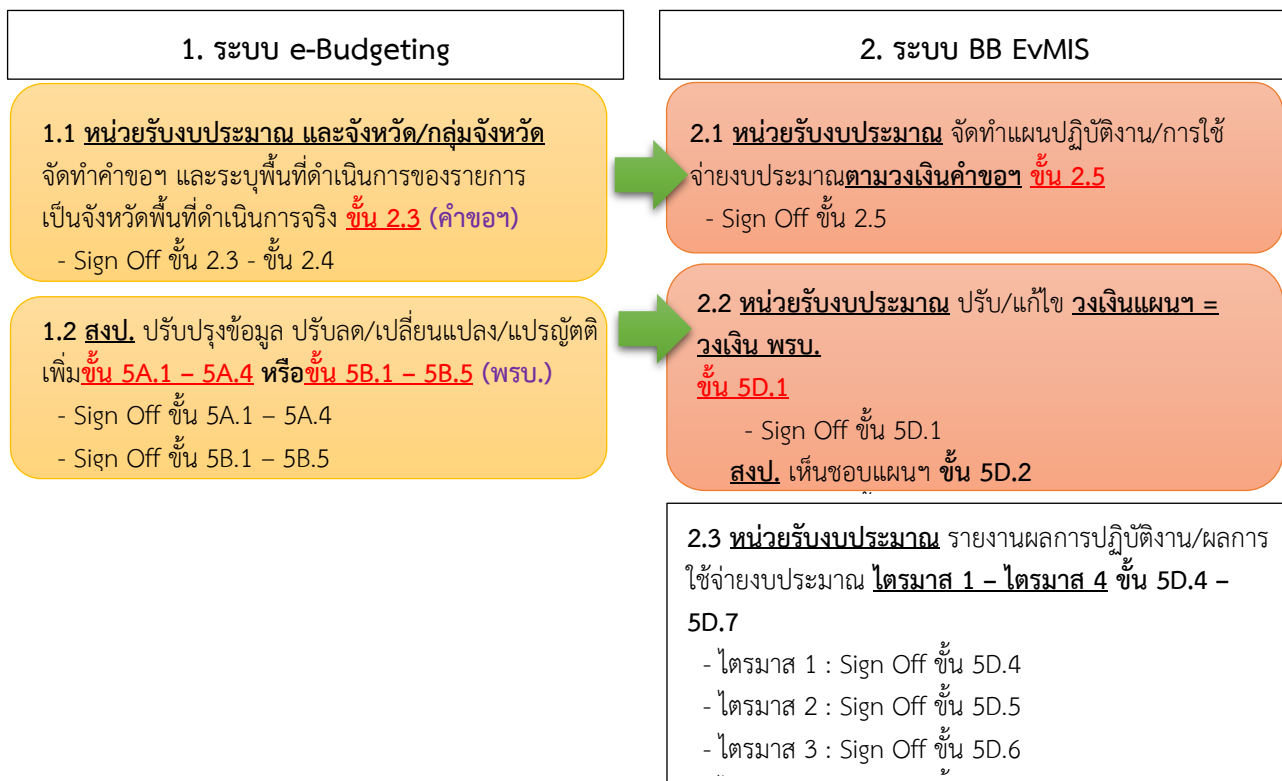 1. ระบบ e-Budgeting
1.1 หน่วยรับงบประมาณ และจังหวัด/กลุ่มจังหวัด
จัดทำคำขอฯ และระบุพื้นที่ดำเนินการของรายการ
เป็นจังหวัดพื้นที่ดำเนินการจริง ขั้น 2.3 (คำขอฯ)
- Sign Off ขั้น 2.3 - ขั้น 2.4
1.2 สงป. ปรับปรุงข้อมูล ปรับลด/เปลี่ยนแปลง/แปรญัตติ
เพิ่มขั้น 5A.1 – 5A.4 หรือขั้น 5B.1 – 5B.5 (พรบ.)
- Sign Off ขั้น 5A.1 – 5A.4
- Sign Off ขั้น 5B.1 – 5B.5
2. ระบบ BB EvMIS
2.1 หน่วยรับงบประมาณ จัดทำแผนปฏิบัติงาน/การใช้
จ่ายงบประมาณตามวงเงินคำขอฯ ขั้น 2.5
- Sign Off ขั้น 2.5
2.2 หน่วยรับงบประมาณ ปรับ/แก้ไข วงเงินแผนฯ =
วงเงิน พรบ.
ขั้น 5D.1
- Sign Off ขั้น 5D.1
สงป. เห็นชอบแผนฯ ขั้น 5D.2
2.3 หน่วยรับงบประมาณ รายงานผลการปฏิบัติงาน/ผลการ
ใช้จ่ายงบประมาณ ไตรมาส 1 – ไตรมาส 4 ขั้น 5D.4 –
5D.7
- ไตรมาส 1 : Sign Off ขั้น 5D.4
- ไตรมาส 2 : Sign Off ขั้น 5D.5
- ไตรมาส 3 : Sign Off ขั้น 5D.6